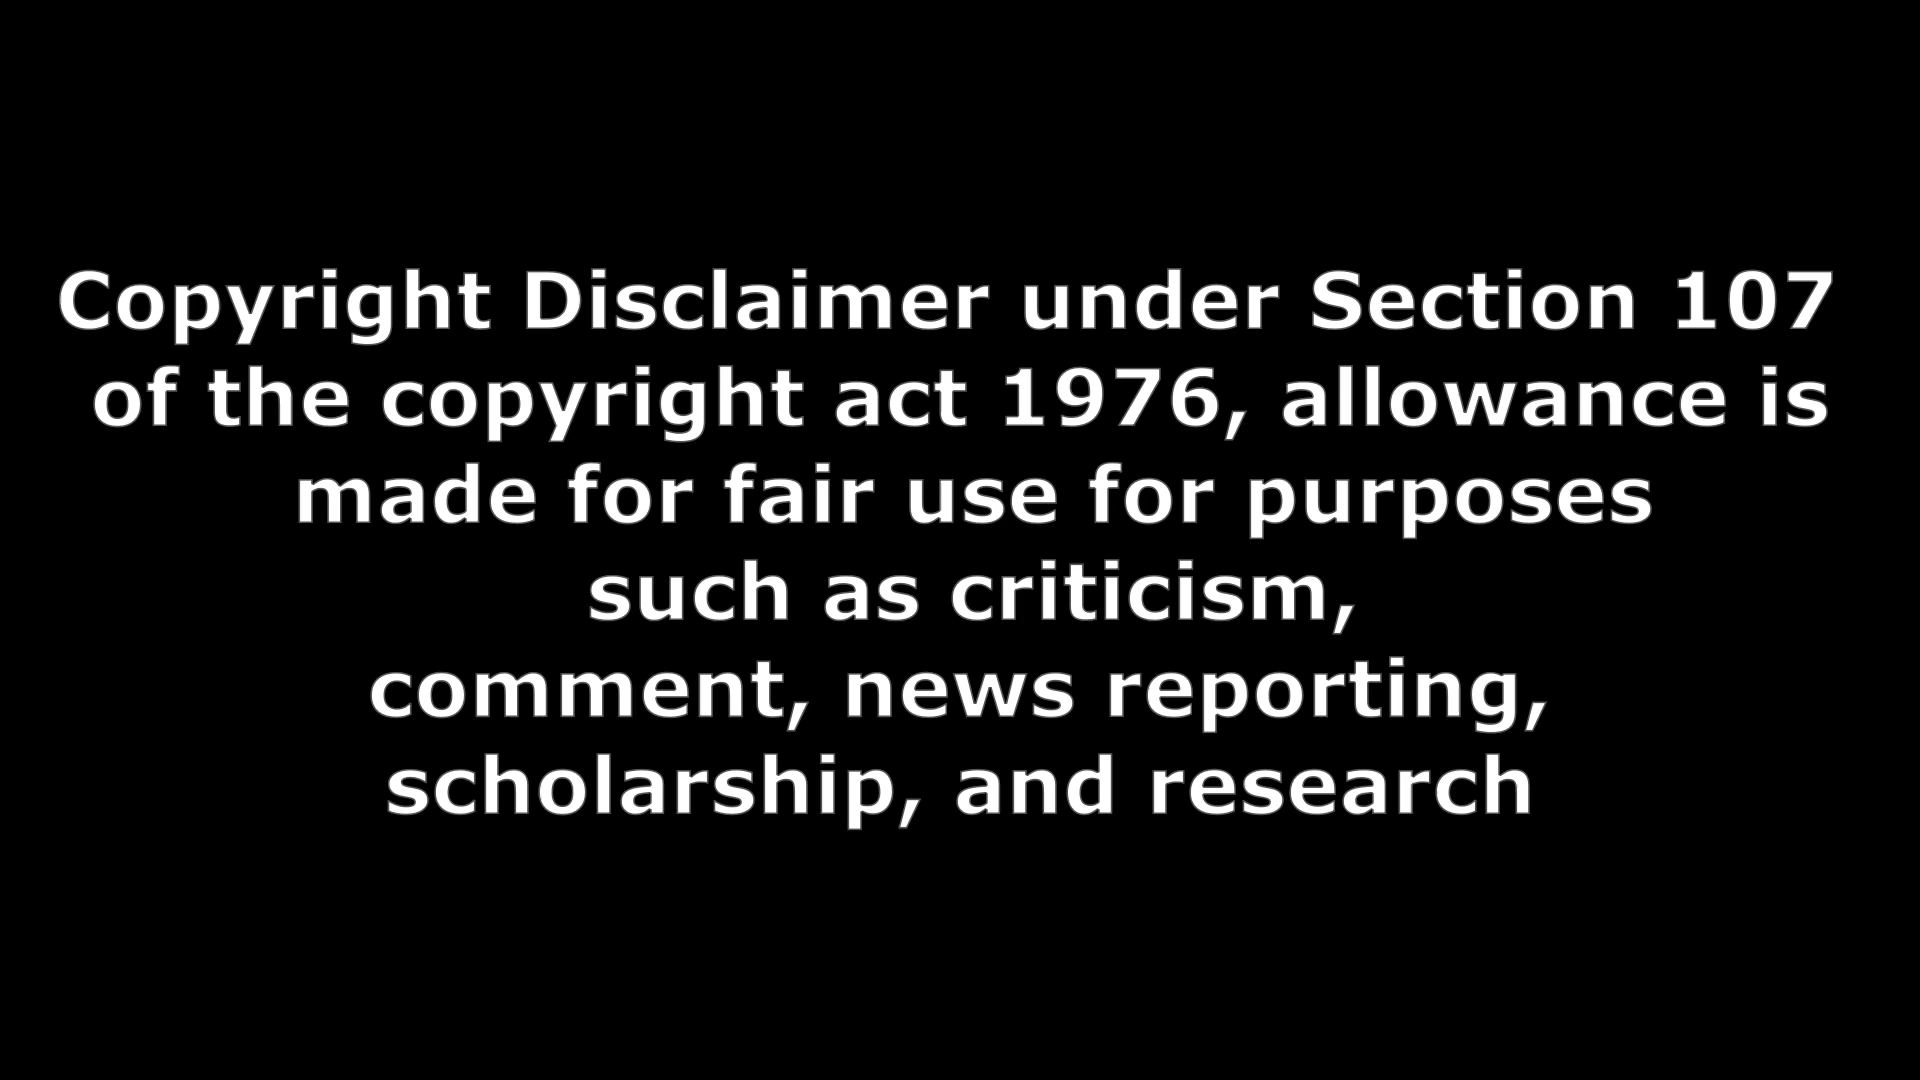 Copyright Disclaimer under Section 107
of the copyright act 1976, allowance is
made for fair use for purposes
such as criticism,
comment, news reporting,
scholarship, and research